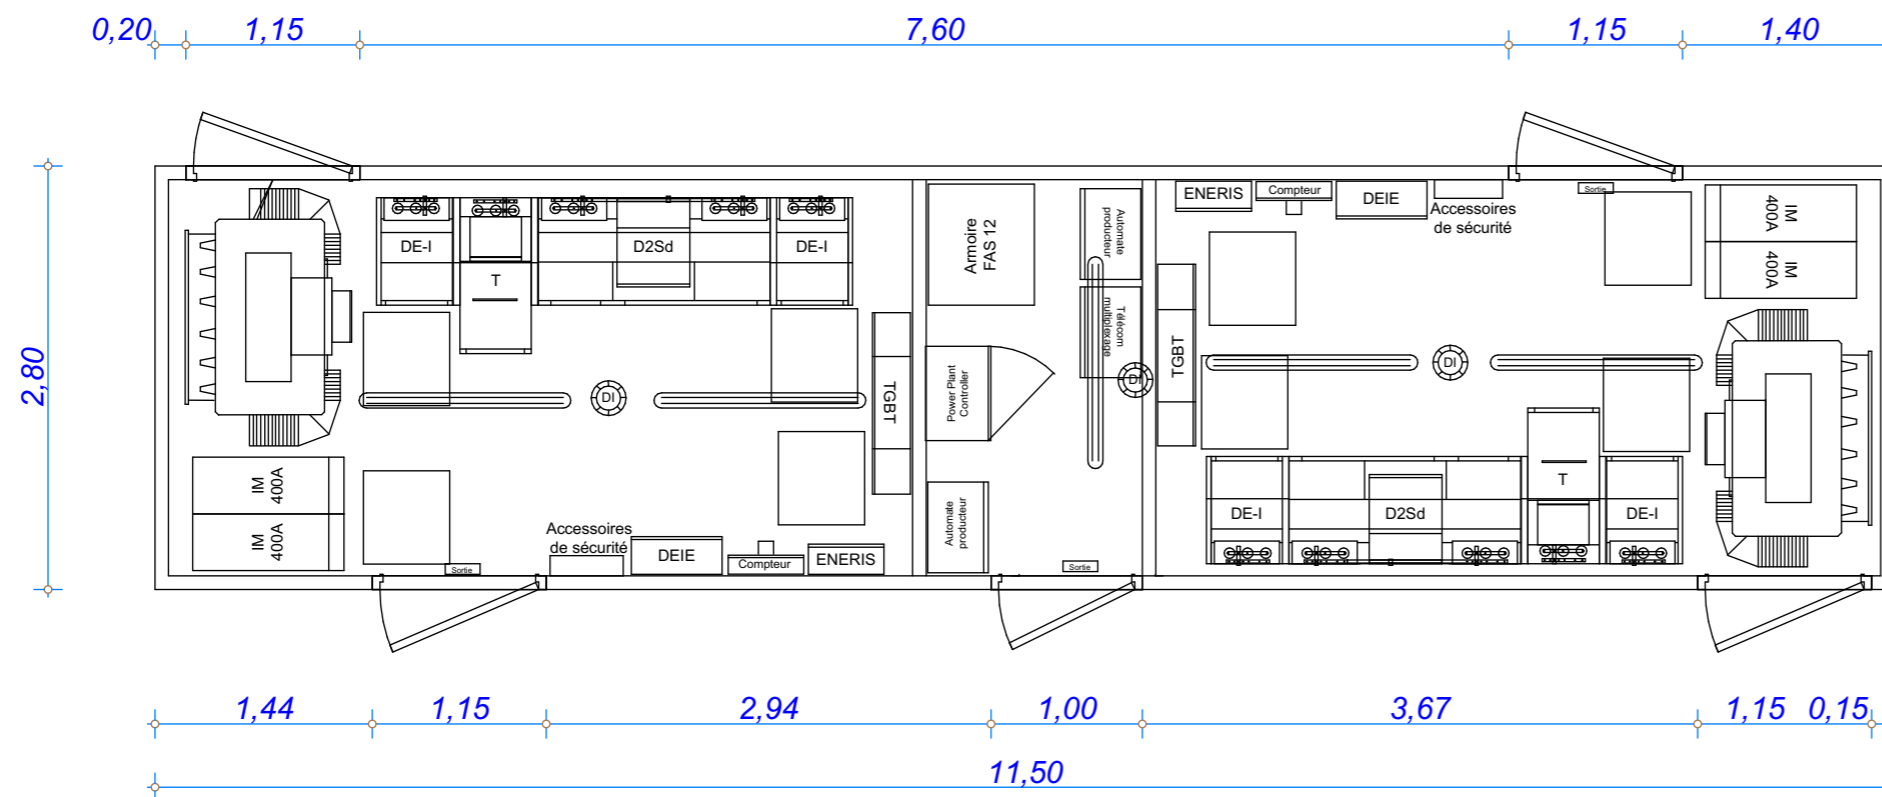 0,20
1,15
7,60
1,15
1,40
2,80
DE-I
T
D2Sd
DE-I
Armoire
FAS 12
Automate
producteur
Télécom
multiplexage
ENERIS
Compteur
DEIE
Accessoires
de sécurité
Sortie
IM
400A
IM
400A
DI
TGBT
Power Plant
Controller
DI
TGBT
DI
IM
400A
IM
400A
Sortie
Accessoires
de sécurité
DEIE
Compteur
ENERIS
Automate
producteur
Sortie
DE-I
D2Sd
T
DE-I
1,44
1,15
2,94
1,00
3,67
1,15
0,15
11,50